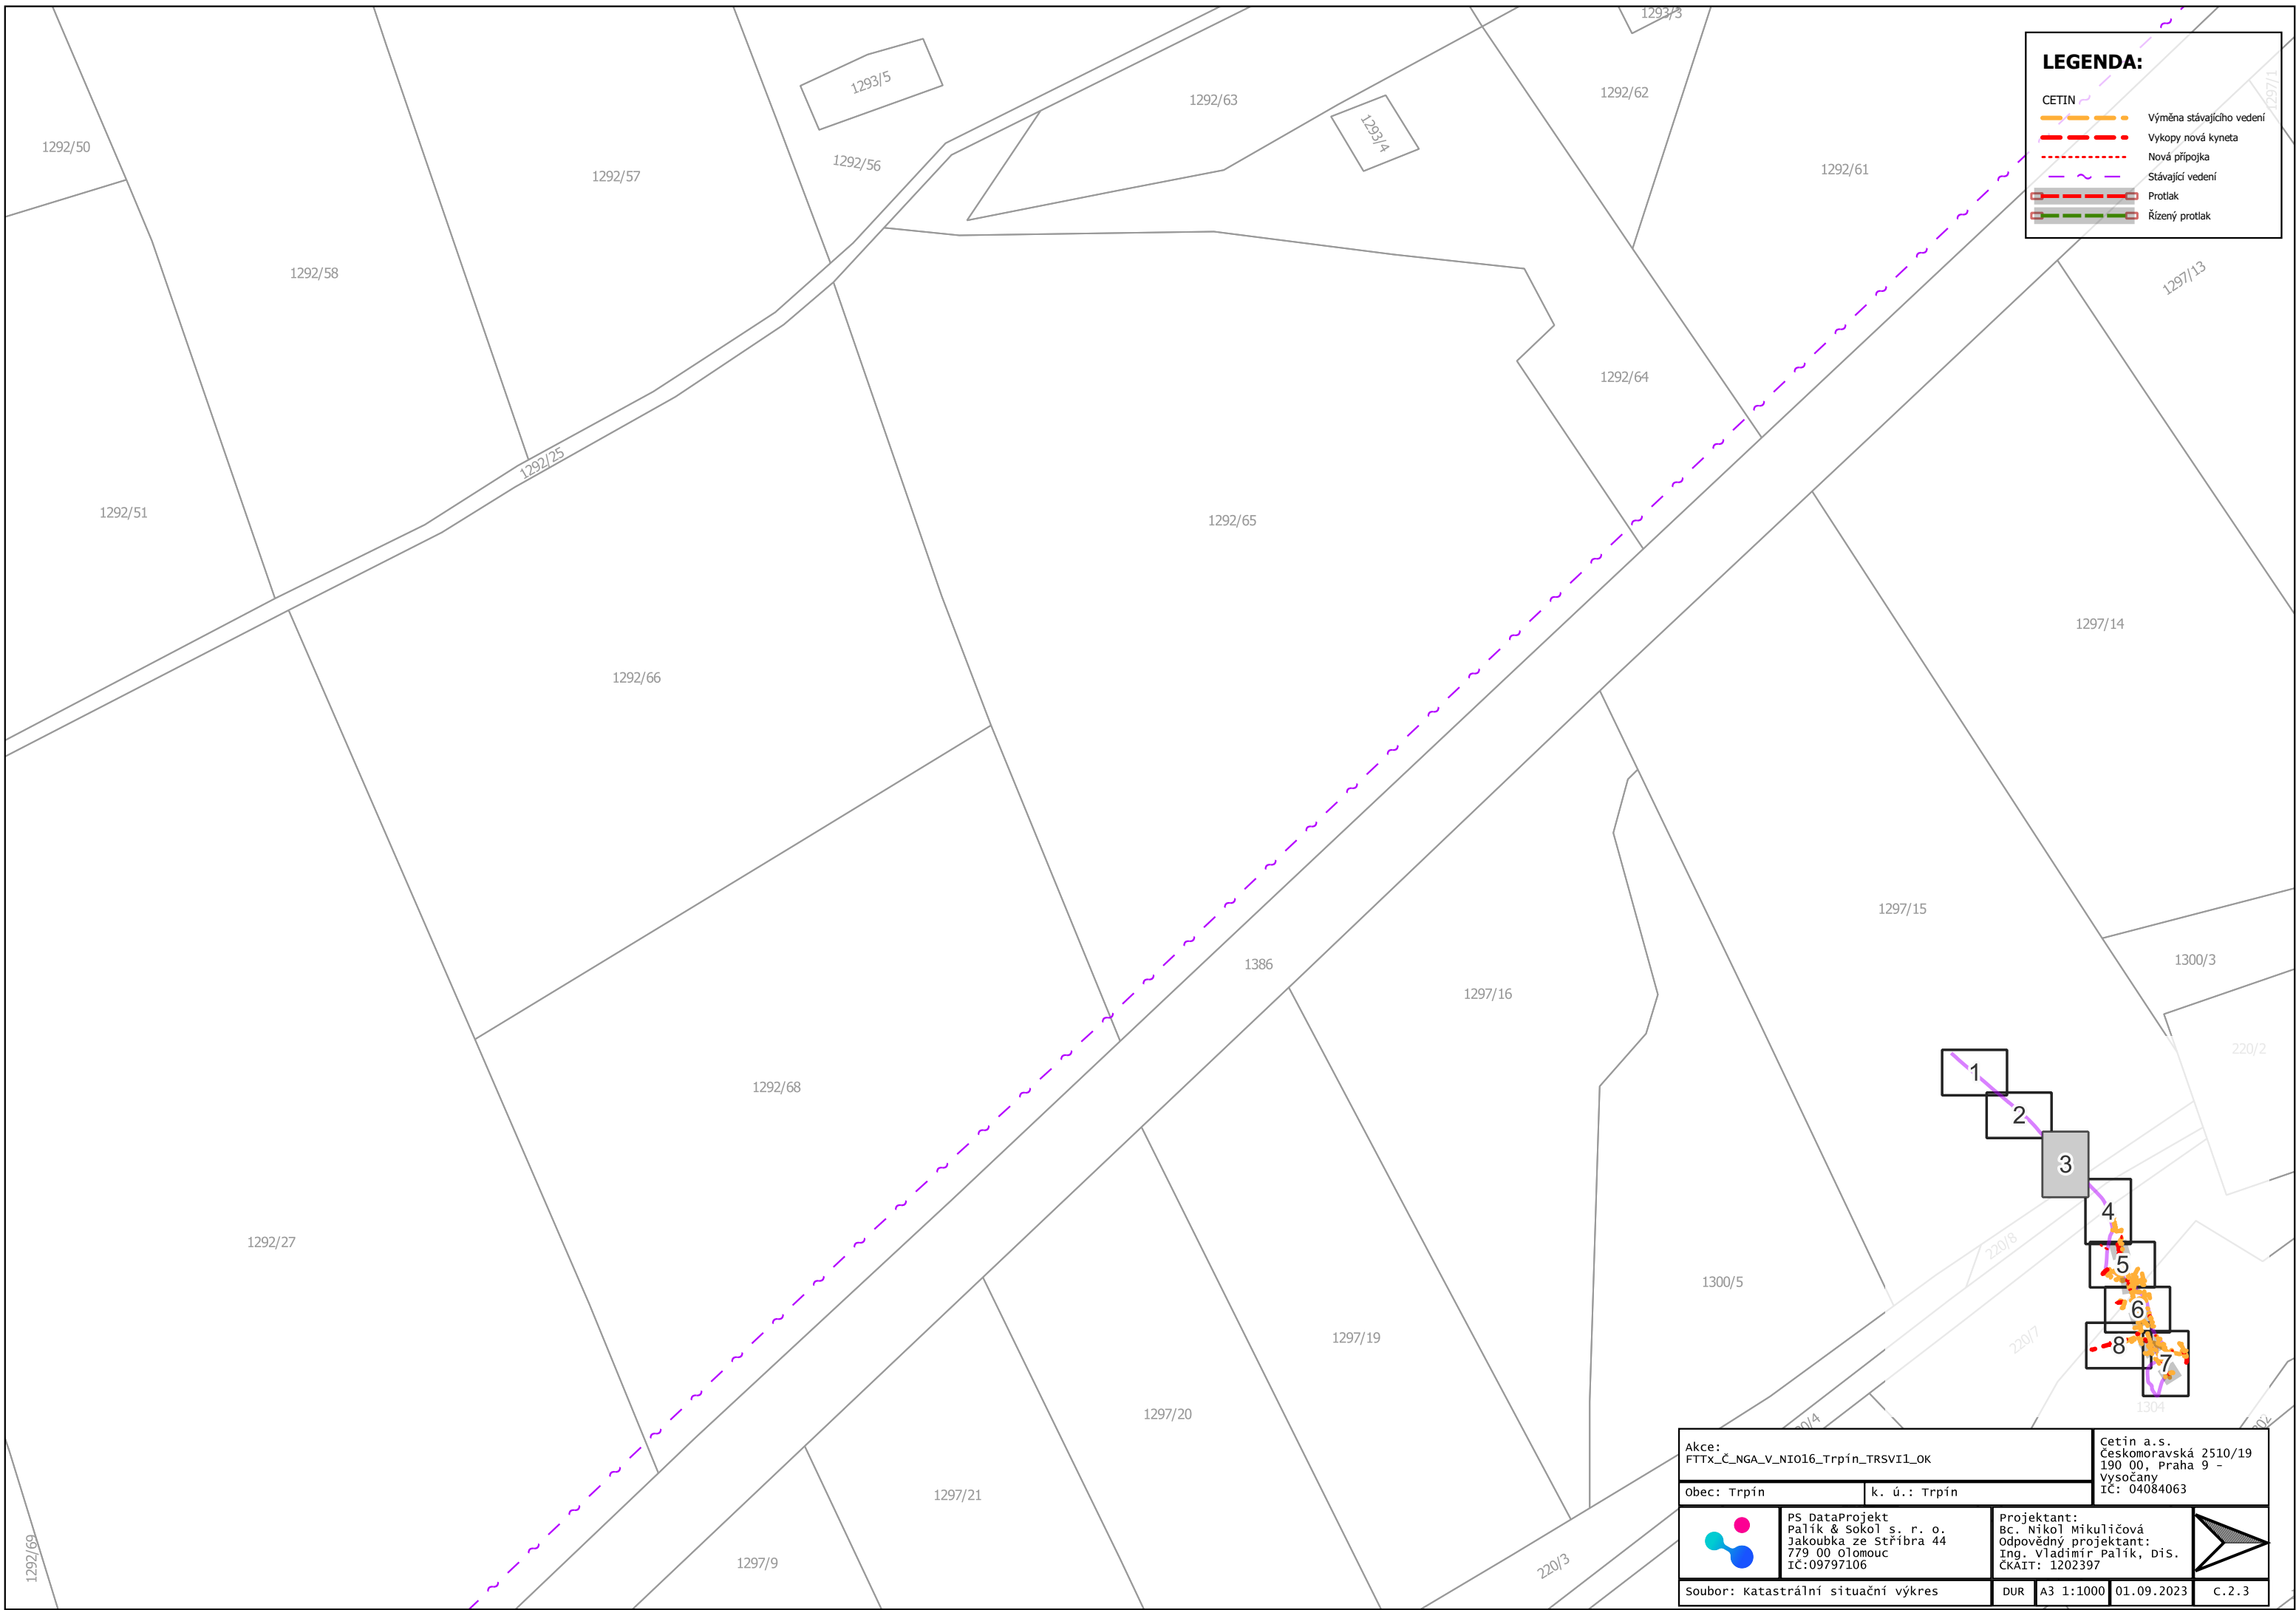 1293/3
LEGENDA:
CETIN
Výměna stávajícího vedení
Vykopy nová kyneta
Nová přípojka
Stávající vedení
Protlak
Řízený protlak
1297/1
1293/5
1292/63
1292/62
1293/4
1292/50
1292/56
1292/57
1292/61
1292/58
1297/13
1292/64
1292/25
1292/51
1292/65
1297/14
1292/66
1297/15
1386
1300/3
1297/16
220/2
1292/68
1
2
3
4
5
6
8
7
1292/27
220/8
1300/5
220/7
1297/19
1304
1297/20
1297/21
1292/69
1297/9
220/3
Akce:
FTTx_Č_NGA_V_NIO16_Trpín_TRSVI1_OK
Obec: Trpín
k. ú.: Trpín
Cetin a.s.
Českomoravská 2510/19
190 00, Praha 9 -
Vysočany
IČ: 04084063
PS DataProjekt
Palík & Sokol s. r. o.
Jakoubka ze Stříbra 44
779 00 Olomouc
IČ:09797106
Projektant:
Bc. Nikol Mikuličová
Odpovědný projektant:
Ing. Vladimír Palík, DiS.
ČKAIT: 1202397
Soubor: Katastrální situační výkres
DUR
A3 1:1000
01.09.2023
C.2.3